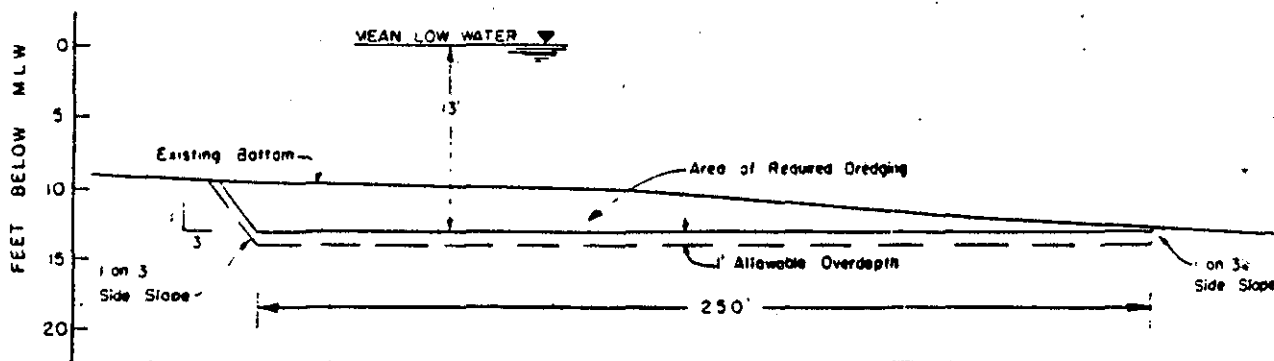 MEAN LOW WATER
FEET BELOW MLW
0
5
10
15
20
13'
Existing Bottom
Area of Required Dredging
1
3
1 on 3
Side Slope
1' Allowable Overdepth
1 on 3
Side Slope
250'